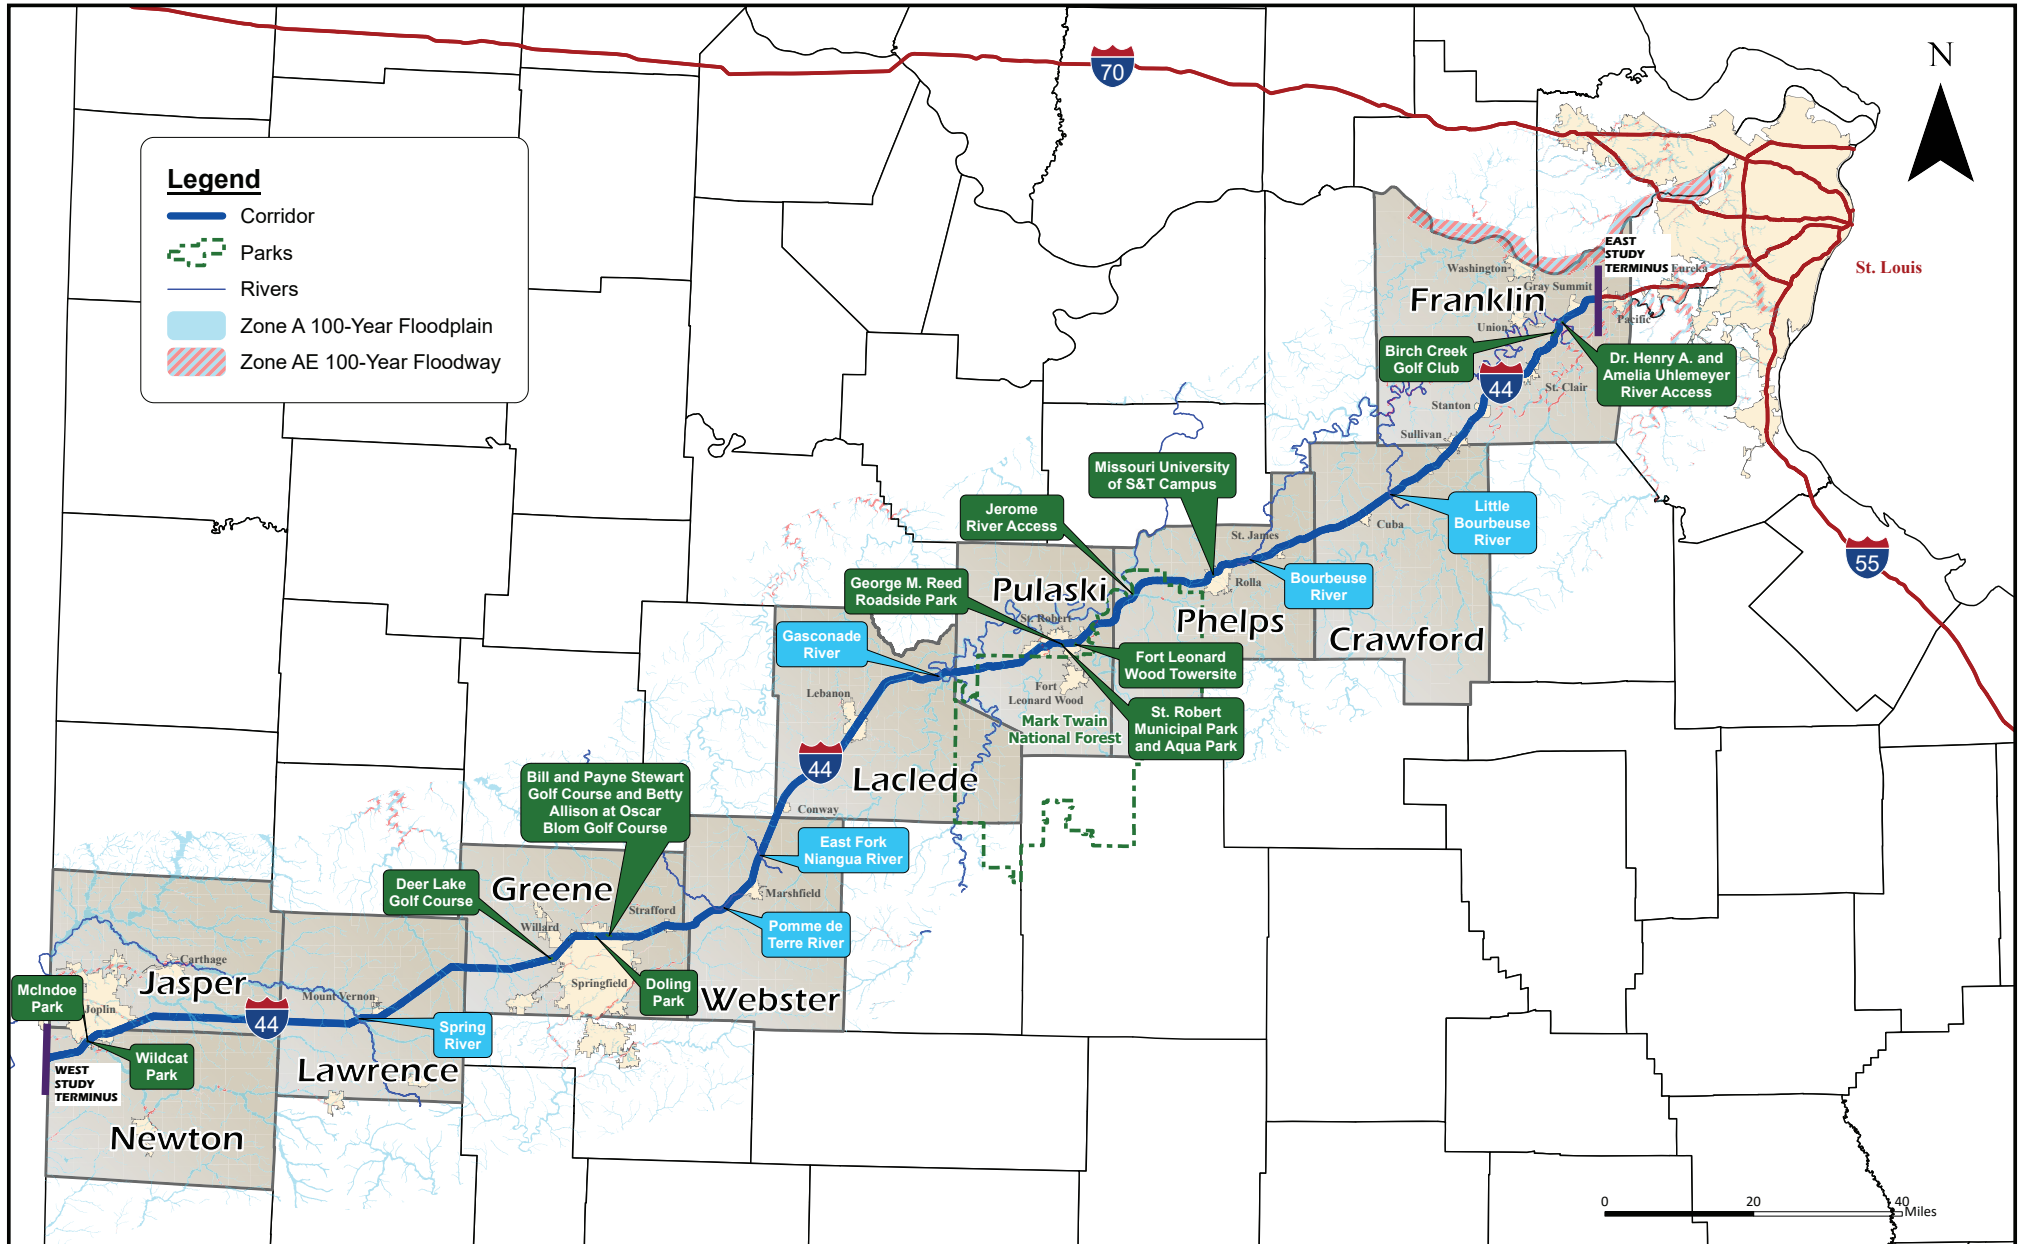 70
N
Legend
Corridor
Parks
Rivers
Zone A 100-Year Floodplain
Zone AE 100-Year Floodway
EAST
STUDY
TERMINUS
Eureka
St. Louis
Washington
Gray Summit
Franklin
Union
Pacific
Birch Creek
Golf Club
Dr. Henry A. and
Amelia Uhlemeyer
River Access
44
St. Clair
Stanton
Sullivan
Missouri University
of S&T Campus
Jerome
River Access
Little
Bourbeuse
River
Cuba
St. James
55
George M. Reed
Roadside Park
Pulaski
Rolla
Bourbeuse
River
Phelps
St. Robert
Crawford
Gasconade
River
Fort Leonard
Wood Towersite
Lebanon
Fort
Leonard Wood
St. Robert
Municipal Park
and Aqua Park
Mark Twain
National Forest
44
Laclede
Bill and Payne Stewart
Golf Course and Betty
Allison at Oscar
Blom Golf Course
Conway
East Fork
Niangua River
Deer Lake
Golf Course
Greene
Marshfield
Strafford
Willard
Pomme de
Terre River
Carthage
Jasper
McIndoe
Park
Joplin
Mount Vernon
Springfield
Doling
Park
Webster
44
Spring
River
Wildcat
Park
WEST
STUDY
TERMINUS
Lawrence
Newton
0 20 40
Miles